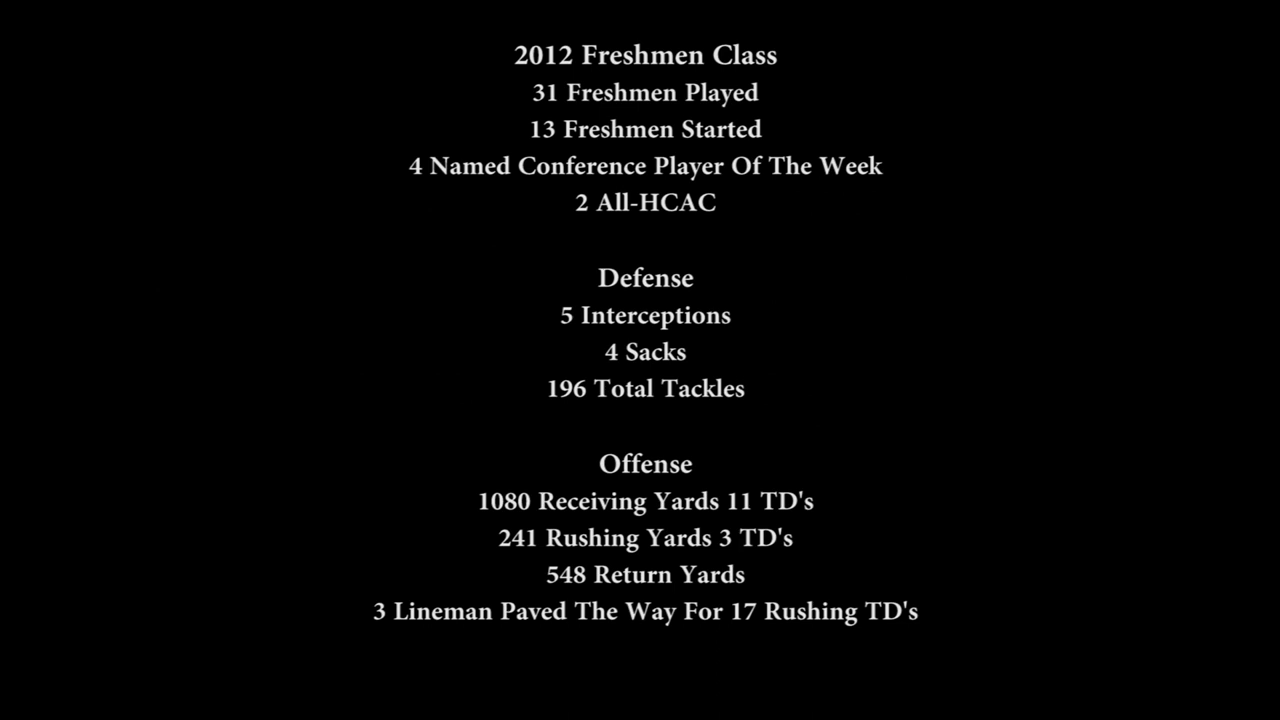 2012 Freshmen Class
31 Freshmen Played
13 Freshmen Started
4 Named Conference Player Of The Week
2 All-HCAC
Defense
5 Interceptions
4 Sacks
196 Total Tackles
Offense
1080 Receiving Yards 11 TD's
241 Rushing Yards 3 TD's
548 Return Yards
3 Lineman Paved The Way For 17 Rushing TD's